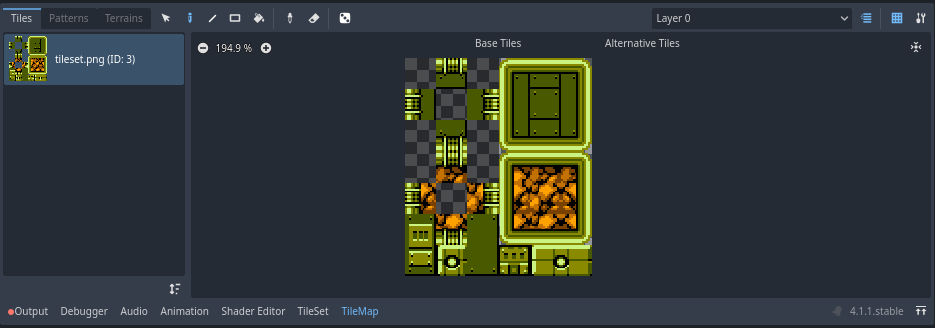 Tiles Patterns Terrains Layer 0
tileset.png (ID: 3)
194.9 % Base Tiles Alternative Tiles
Output Debugger Audio Animation Shader Editor TileSet TileMap 4.1.1.stable